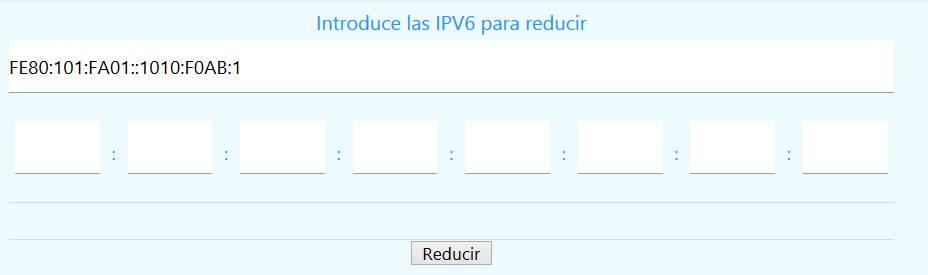 Introduce las IPV6 para reducir
FE80:101:FA01::1010:F0AB:1
: : : : : : :
Reducir